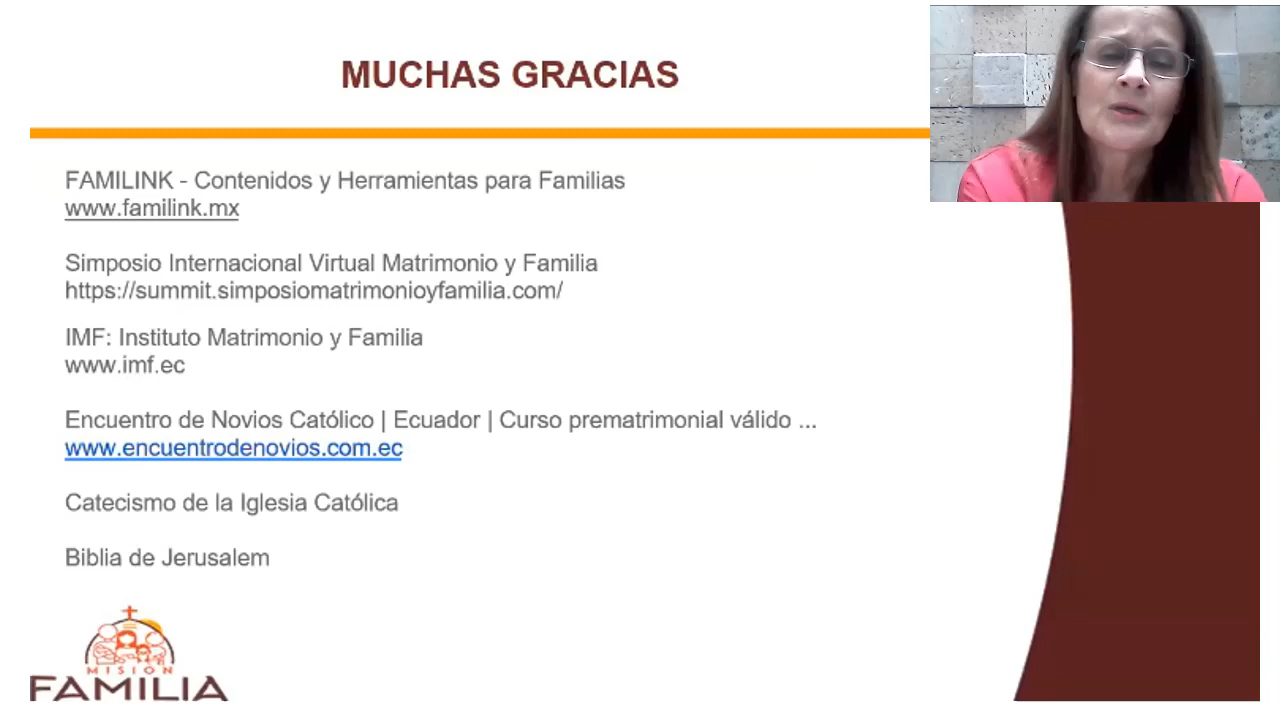 MUCHAS GRACIAS
FAMILINK - Contenidos y Herramientas para Familias
www.familink.mx
Simposio Internacional Virtual Matrimonio y Familia
https://summit.simposiomatrimonioyfamilia.com/
IMF: Instituto Matrimonio y Familia
www.imf.ec
Encuentro de Novios Católico | Ecuador | Curso prematrimonial válido ...
www.encuentrodenovios.com.ec
Catecismo de la Iglesia Católica
Biblia de Jerusalem
MISION
FAMILIA